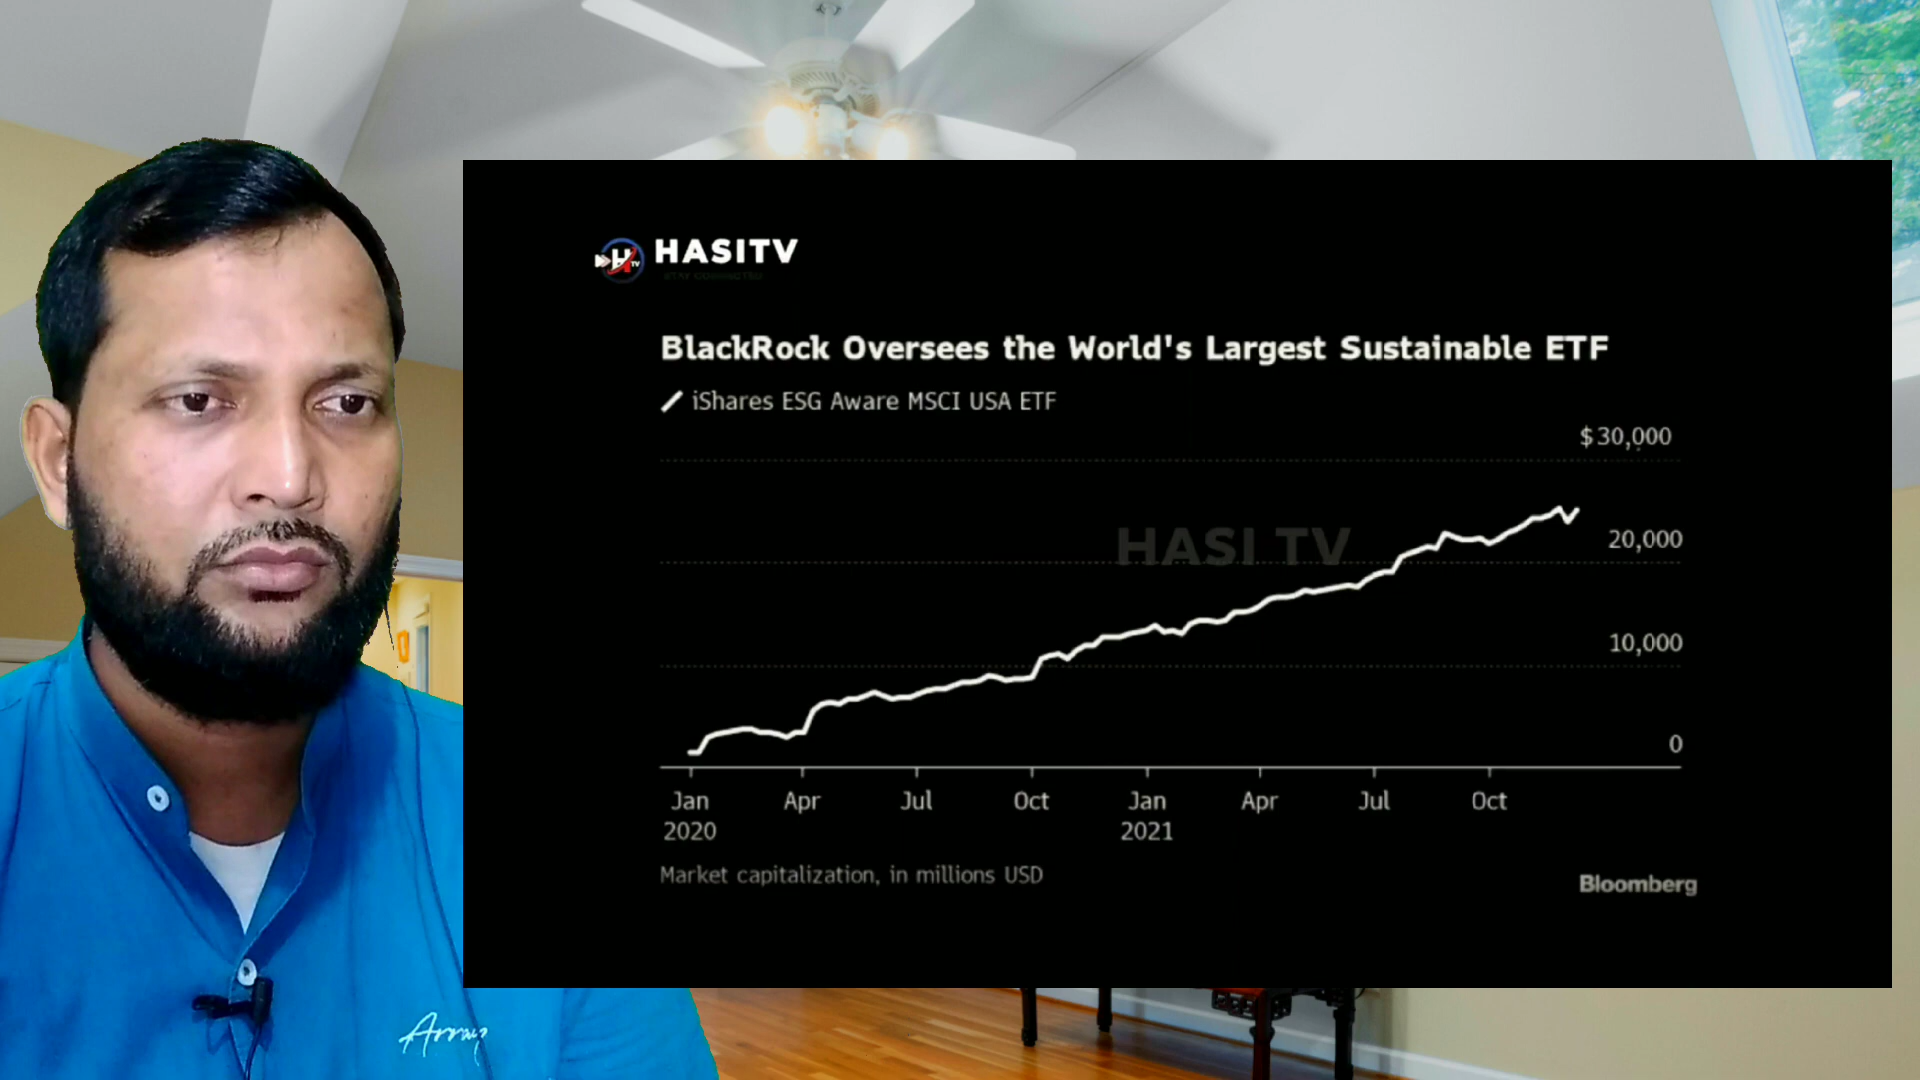 HASITV
BlackRock Oversees the World's Largest Sustainable ETF
iShares ESG Aware MSCI USA ETF
$30,000
HASI TV
20,000
10,000
0
Jan Apr Jul Oct Jan Apr Jul Oct
2020 2021
Market capitalization, in millions USD
Bloomberg